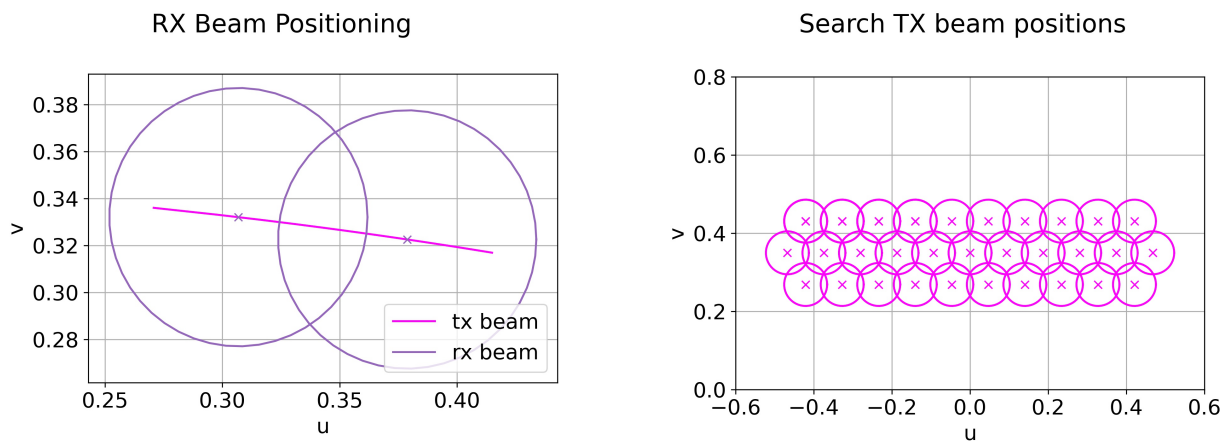 RX Beam Positioning
v
0.38
0.36
0.34
0.32
0.30
0.28
0.25
0.30
0.35
0.40
u
tx beam
rx beam
Search TX beam positions
v
0.8
0.6
0.4
0.2
0.0
−0.6
−0.4
−0.2
0.0
0.2
0.4
0.6
u